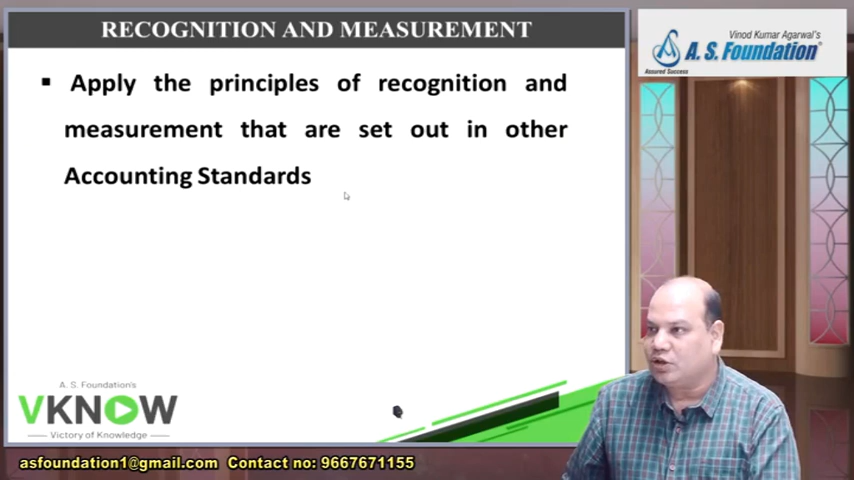 RECOGNITION AND MEASUREMENT
Vinod Kumar Agarwal's
A. S. Foundation®
Assured Success
▪ Apply the principles of recognition and
measurement that are set out in other
Accounting Standards
A. S. Foundation's
VKNOW
Victory of Knowledge
asfoundation1@gmail.com Contact no: 9667671155